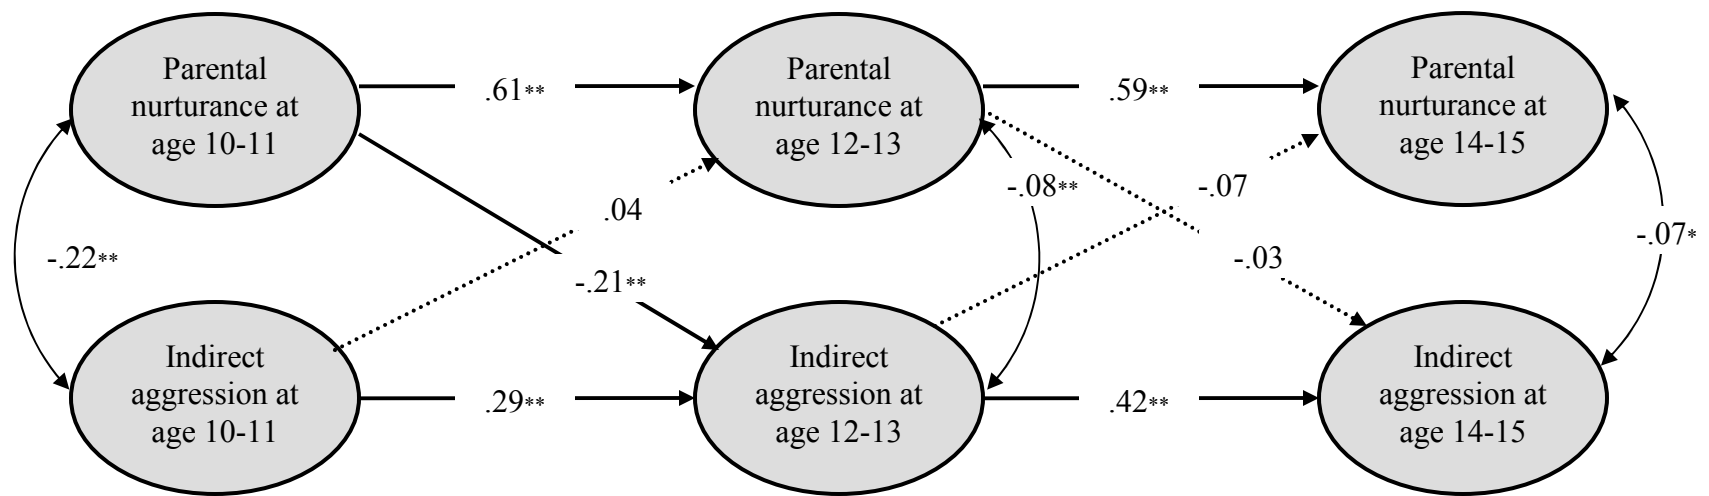 Parental
nurturance at
age 10-11
.61**
Parental
nurturance at
age 12-13
.59**
Parental
nurturance at
age 14-15
-.22**
.04
-.21**
-.08**
-.07
-.03
-.07*
Indirect
aggression at
age 10-11
.29**
Indirect
aggression at
age 12-13
.42**
Indirect
aggression at
age 14-15